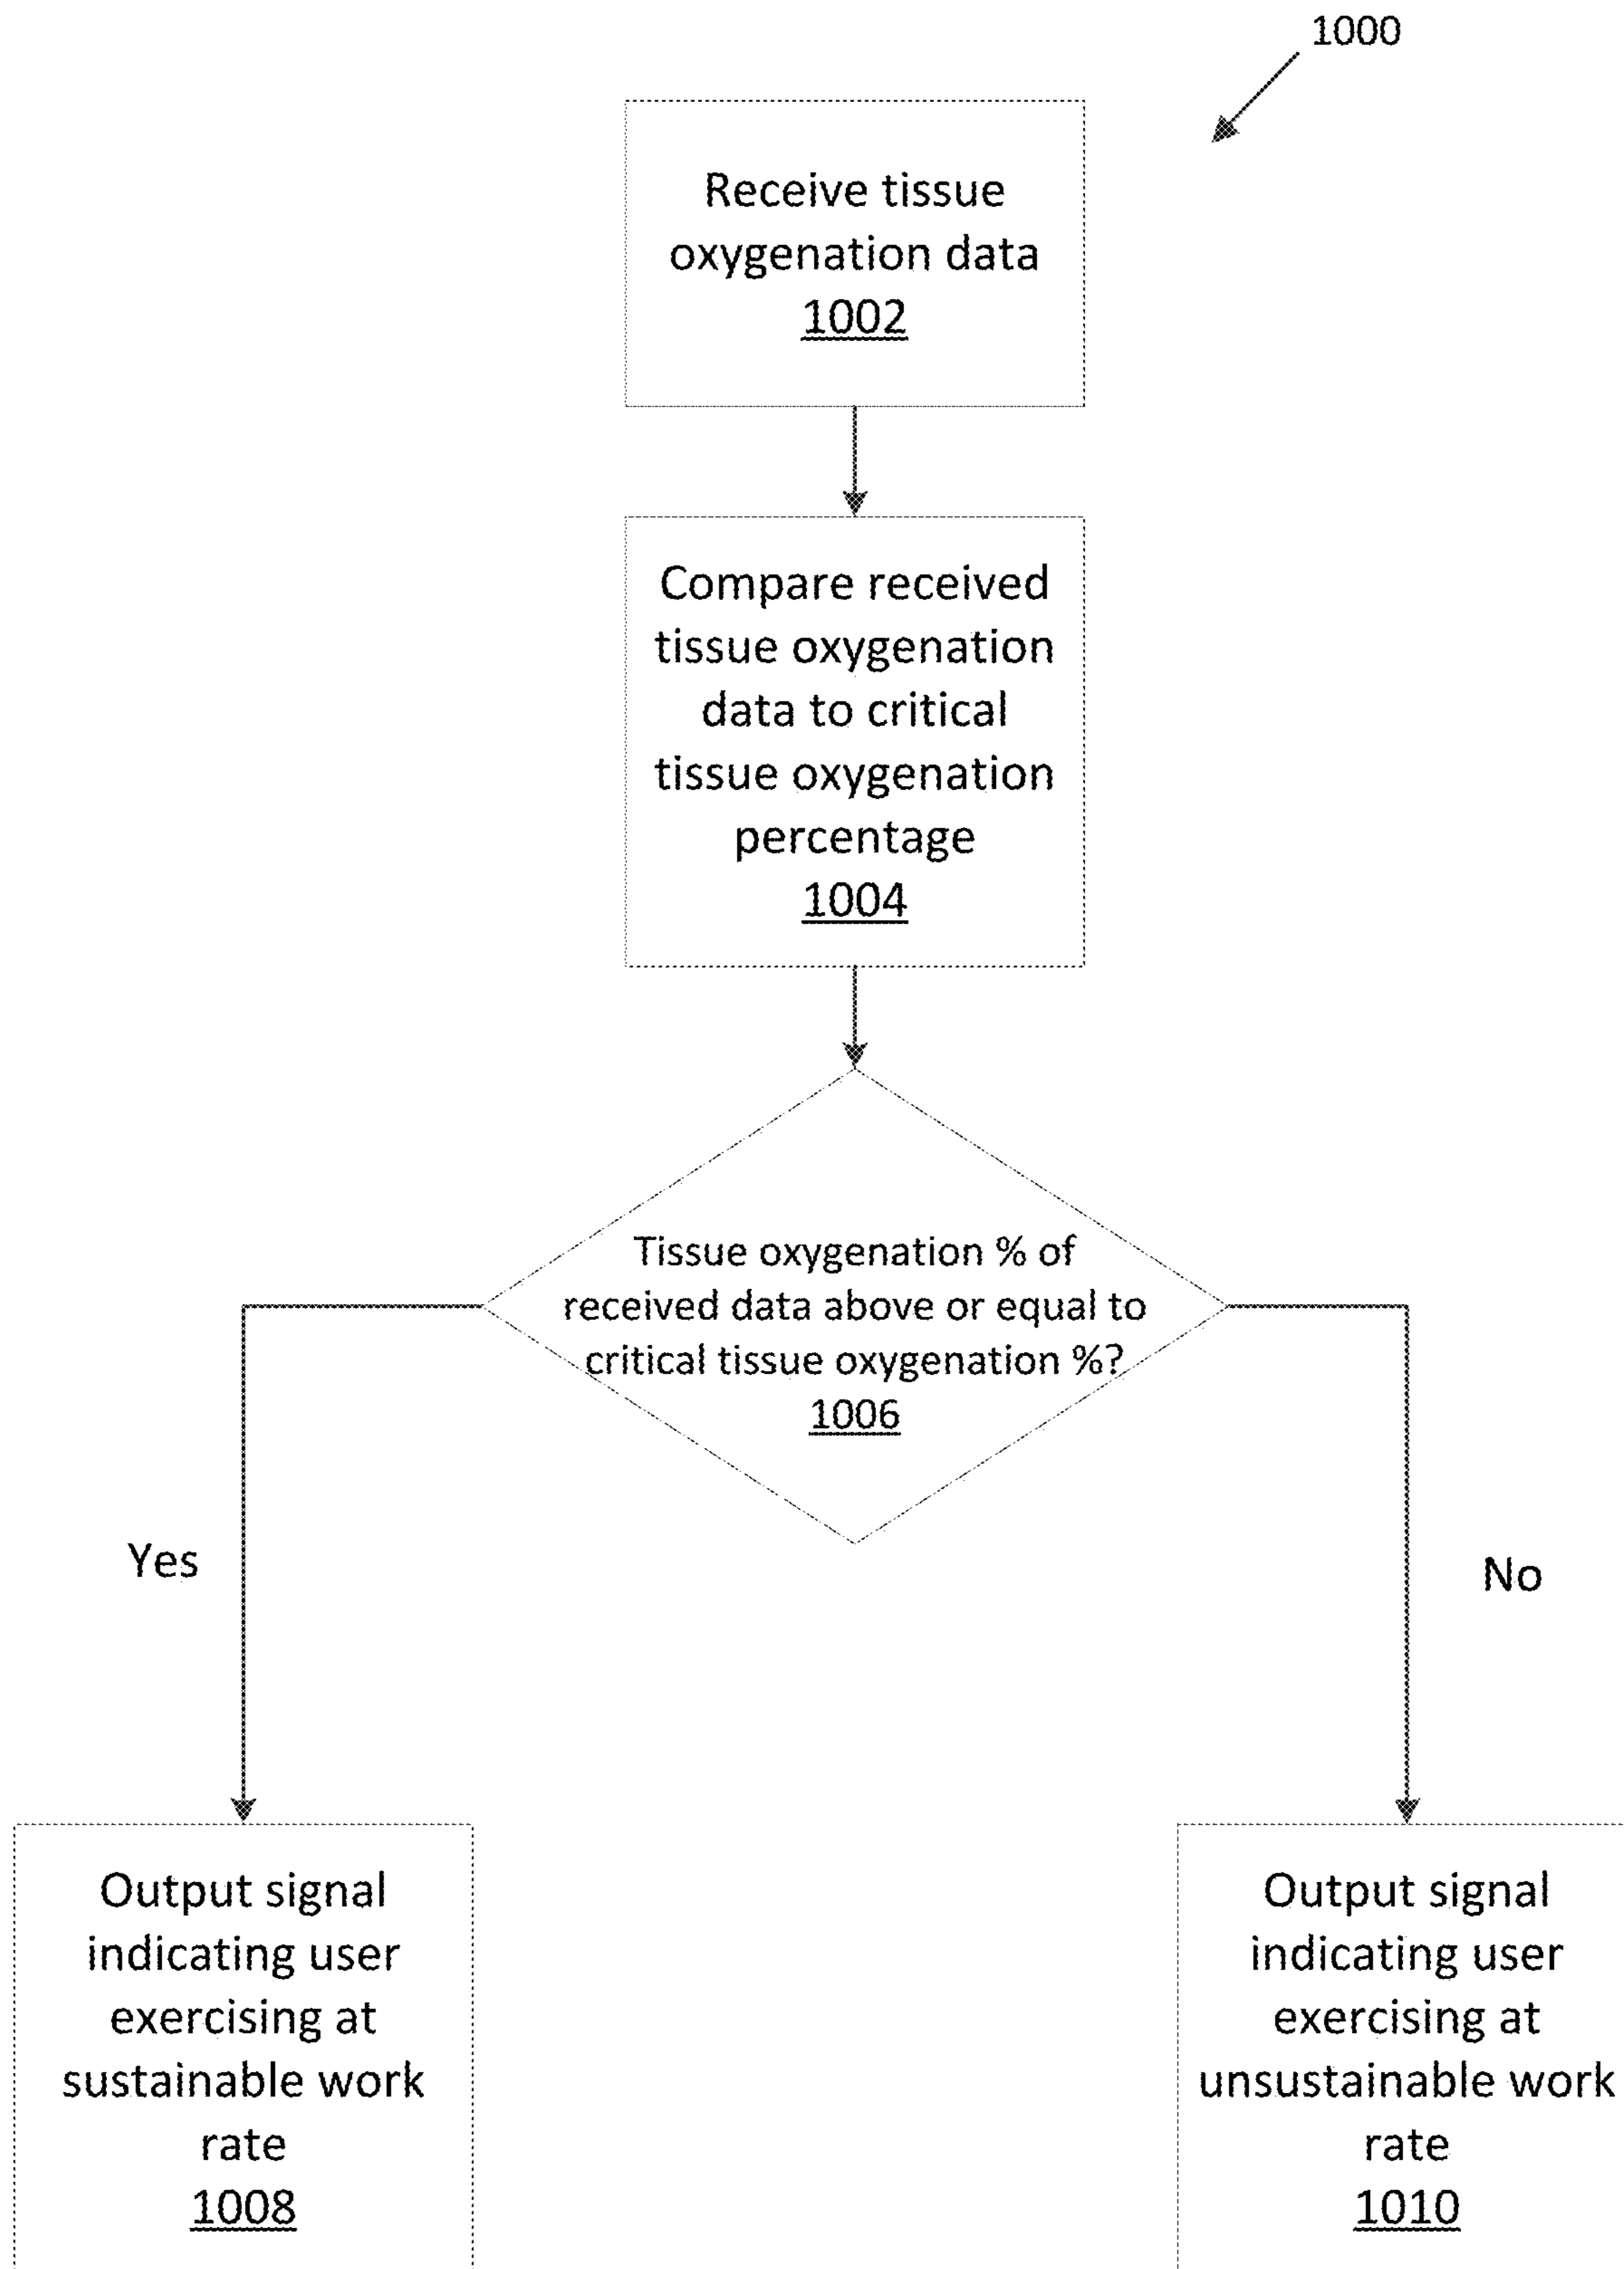 1000
Receive tissue
oxygenation data
1002
Compare received
tissue oxygenation
data to critical
tissue oxygenation
percentage
1004
Tissue oxygenation % of
received data above or equal to
critical tissue oxygenation %?
1006
Yes
No
Output signal
indicating user
exercising at
sustainable work
rate
1008
Output signal
indicating user
exercising at
unsustainable work
rate
1010